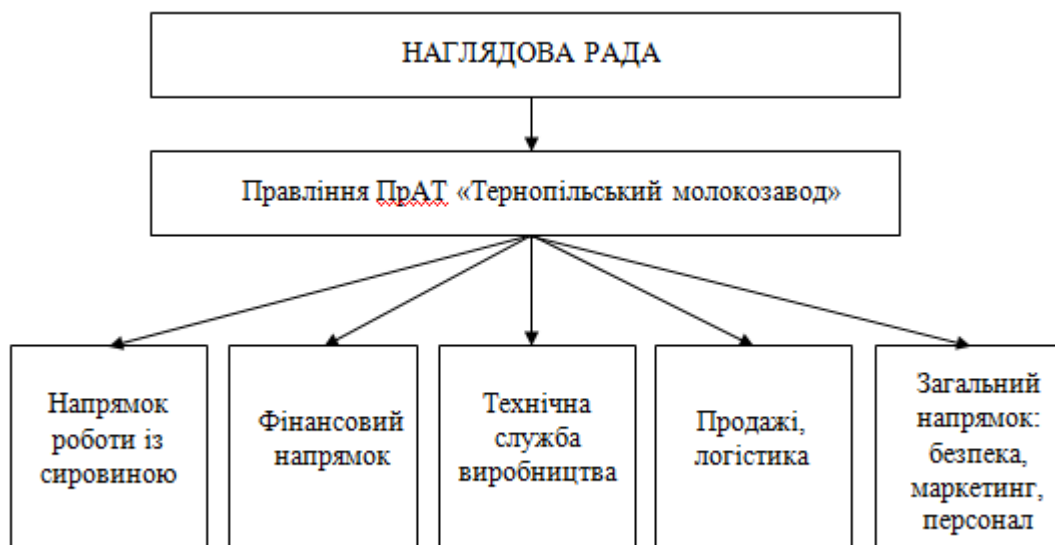 НАГЛЯДОВА РАДА
Правління ПрАТ «Тернопільський молокозавод»
Напрямок
роботи із
сировиною
Фінансовий
напрямок
Технічна
служба
виробництва
Продажі,
логістика
Загальний
напрямок:
безпека,
маркетинг,
персонал